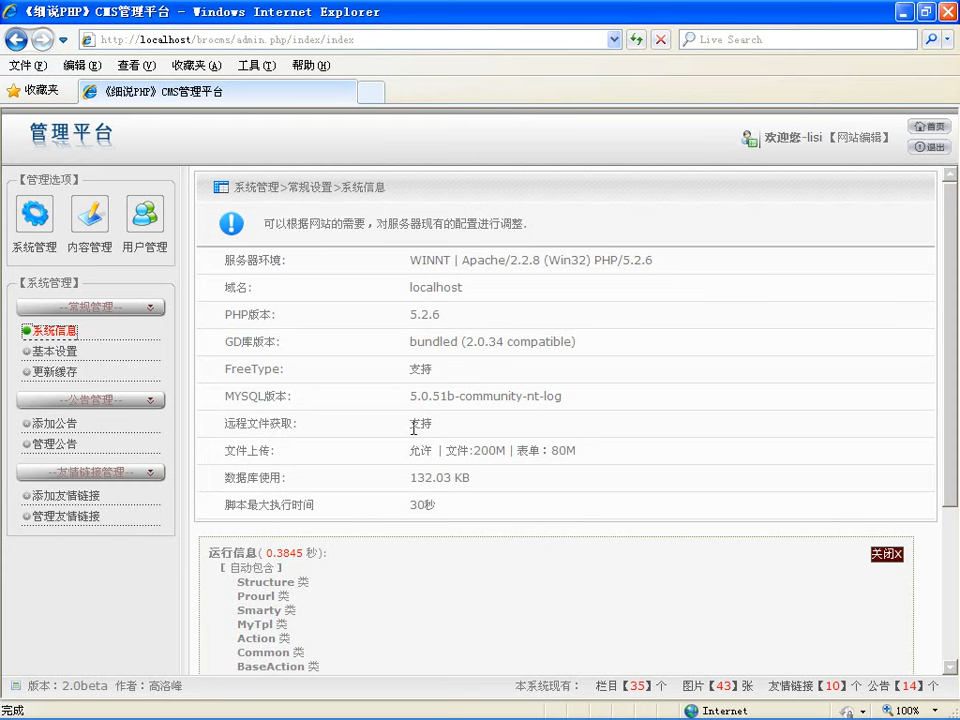 《细说PHP》CMS管理平台 - Windows Internet Explorer
http://localhost/brocms/admin.php/index/index
Live Search
文件(F) 编辑(E) 查看(V) 收藏夹(A) 工具(T) 帮助(H)
收藏夹 《细说PHP》CMS管理平台
管理平台
欢迎您-lisi 【网站编辑】
首页
退出
【管理选项】
系统管理 内容管理 用户管理
【系统管理】
--常规管理--
系统信息
基本设置
更新缓存
--公告管理--
添加公告
管理公告
--友情链接管理--
添加友情链接
管理友情链接
系统管理>常规设置>系统信息
可以根据网站的需要，对服务器现有的配置进行调整.
服务器环境: WINNT | Apache/2.2.8 (Win32) PHP/5.2.6
域名: localhost
PHP版本: 5.2.6
GD库版本: bundled (2.0.34 compatible)
FreeType: 支持
MYSQL版本: 5.0.51b-community-nt-log
远程文件获取: 支持
文件上传: 允许 | 文件:200M | 表单：80M
数据库使用: 132.03 KB
脚本最大执行时间 30秒
运行信息( 0.3845 秒):
关闭X
[ 自动包含 ]
Structure 类
Prourl 类
Smarty 类
MyTpl 类
Action 类
Common 类
BaseAction 类
版本：2.0beta 作者：高洛峰
本系统现有： 栏目【35】个 图片【43】张 友情链接【10】个 公告【14】个
完成
Internet
100%